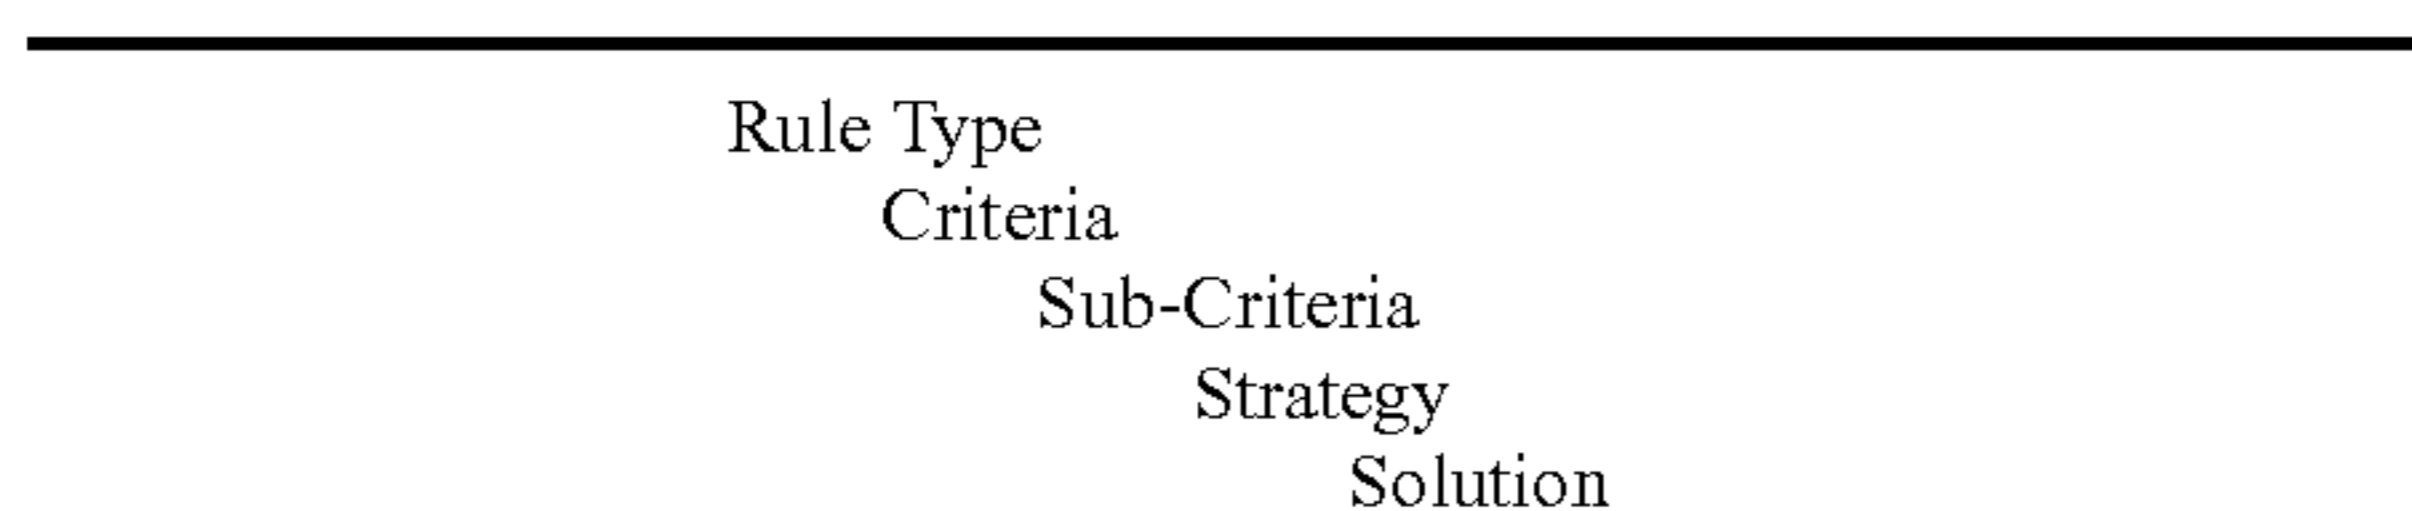 Rule Type
Criteria
Sub-Criteria
Strategy
Solution